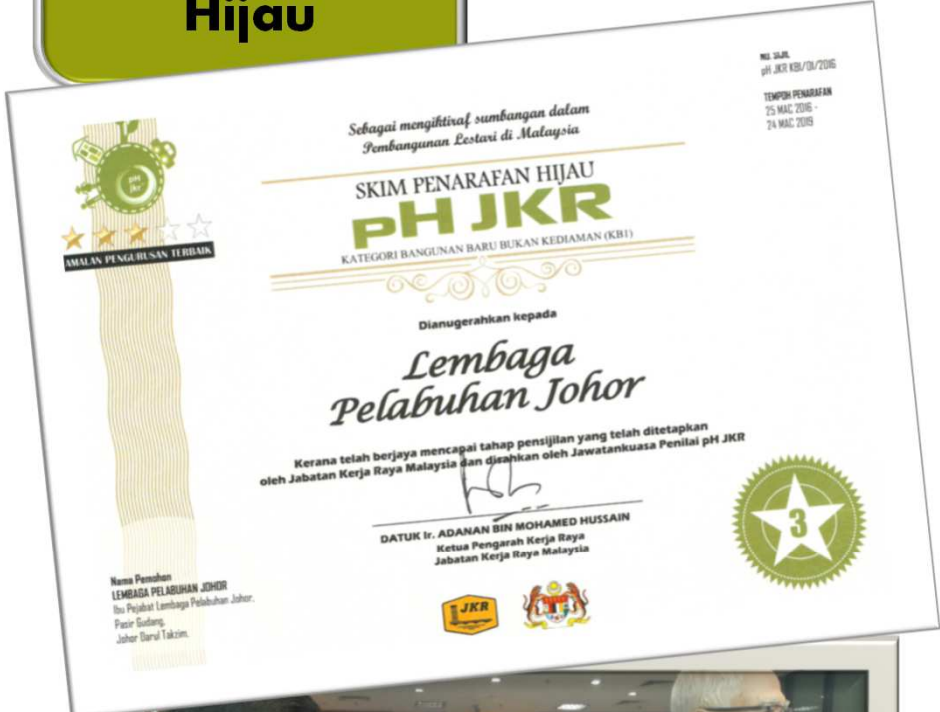 Hijau
NO. SIJIL
pH JKR KB1/01/2016
TEMPOH PENARAFAN
25 MAC 2016 -
24 MAC 2019
Sebagai mengiktiraf sumbangan dalam
Pembangunan Lestari di Malaysia
pH
jkr
AMALAN PENGURUSAN TERBAIK
SKIM PENARAFAN HIJAU
pH JKR
KATEGORI BANGUNAN BARU BUKAN KEDIAMAN (KB1)
Dianugerahkan kepada
Lembaga
Pelabuhan Johor
Kerana telah berjaya mencapai tahap pensijilan yang telah ditetapkan
oleh Jabatan Kerja Raya Malaysia dan disahkan oleh Jawatankuasa Penilai pH JKR
DATUK Ir. ADANAN BIN MOHAMED HUSSAIN
Ketua Pengarah Kerja Raya
Jabatan Kerja Raya Malaysia
3
Nama Pemohon
LEMBAGA PELABUHAN JOHOR
Ibu Pejabat Lembaga Pelabuhan Johor,
Pasir Gudang,
Johor Darul Takzim.
JKR